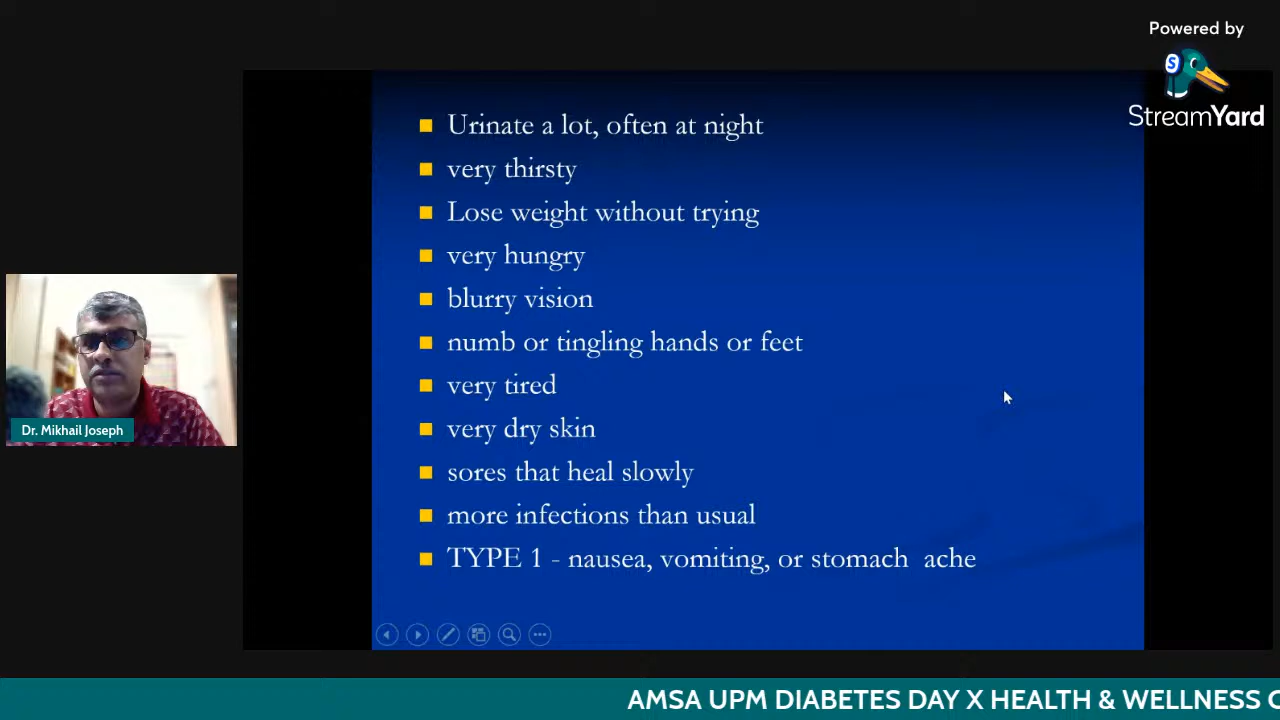 Powered by
StreamYard
Urinate a lot, often at night
very thirsty
Lose weight without trying
very hungry
blurry vision
numb or tingling hands or feet
very tired
very dry skin
sores that heal slowly
more infections than usual
TYPE 1 - nausea, vomiting, or stomach  ache
Dr. Mikhail Joseph
AMSA UPM DIABETES DAY X HEALTH & WELLNESS